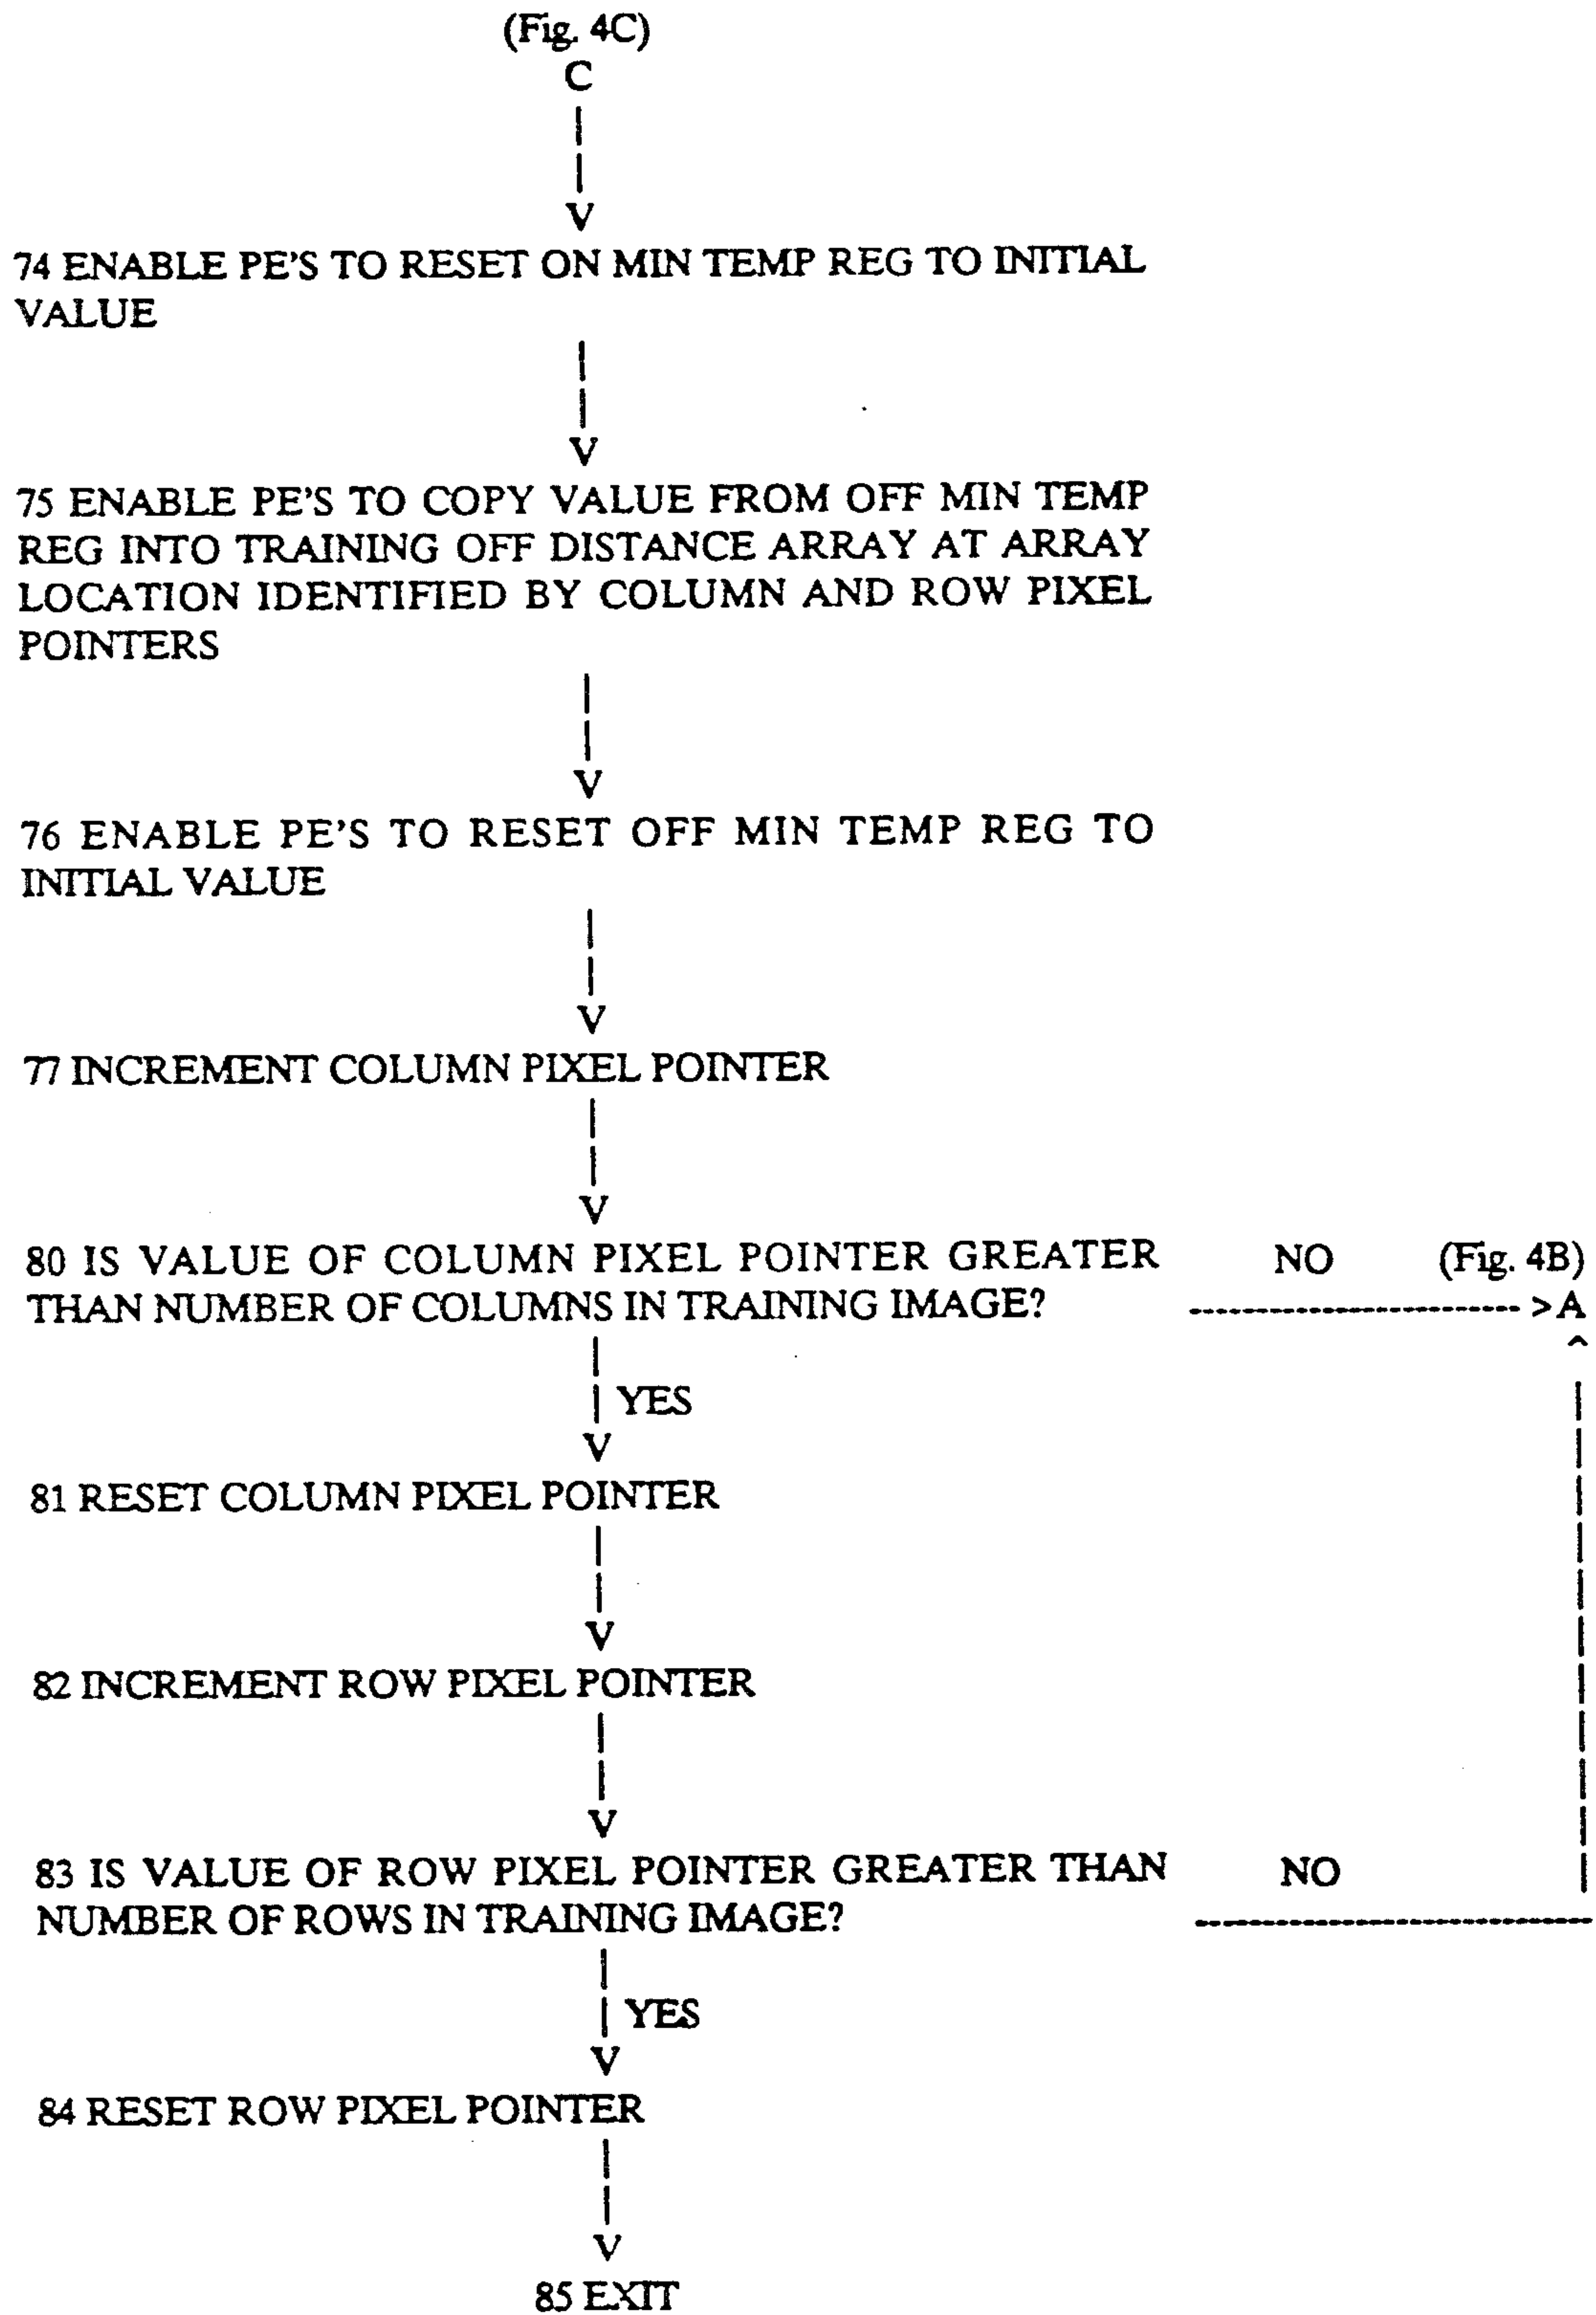 (Fig. 4C)
C
74 ENABLE PE'S TO RESET ON MIN TEMP REG TO INITIAL
VALUE
75 ENABLE PE'S TO COPY VALUE FROM OFF MIN TEMP
REG INTO TRAINING OFF DISTANCE ARRAY AT ARRAY
LOCATION IDENTIFIED BY COLUMN AND ROW PIXEL
POINTERS
76 ENABLE PE'S TO RESET OFF MIN TEMP REG TO
INITIAL VALUE
77 INCREMENT COLUMN PIXEL POINTER
80 IS VALUE OF COLUMN PIXEL POINTER GREATER NO (Fig. 4B)
THAN NUMBER OF COLUMNS IN TRAINING IMAGE? ------------------------- >A
YES
81 RESET COLUMN PIXEL POINTER
82 INCREMENT ROW PIXEL POINTER
83 IS VALUE OF ROW PIXEL POINTER GREATER THAN NO
NUMBER OF ROWS IN TRAINING IMAGE?
YES
84 RESET ROW PIXEL POINTER
85 EXIT